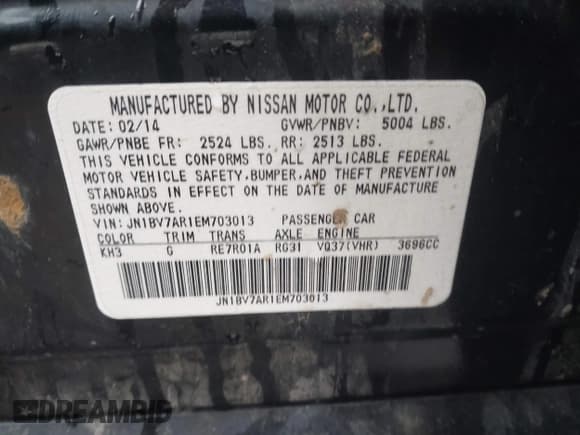 MANUFACTURED BY NISSAN MOTOR CO.,LTD.
DATE: 02/14 GVWR/PNBV: 5004 LBS.
GAWR/PNBE FR: 2524 LBS. RR: 2513 LBS.
THIS VEHICLE CONFORMS TO ALL APPLICABLE FEDERAL
MOTOR VEHICLE SAFETY,BUMPER,AND THEFT PREVENTION
STANDARDS IN EFFECT ON THE DATE OF MANUFACTURE
SHOWN ABOVE.
VIN: JN1BV7AR1EM703013 PASSENGER CAR
COLOR TRIM TRANS AXLE ENGINE
KH3 G RE7R01A RG31 VQ37(VHR) 3696CC
JN1BV7AR1EM703013
DREAMBID